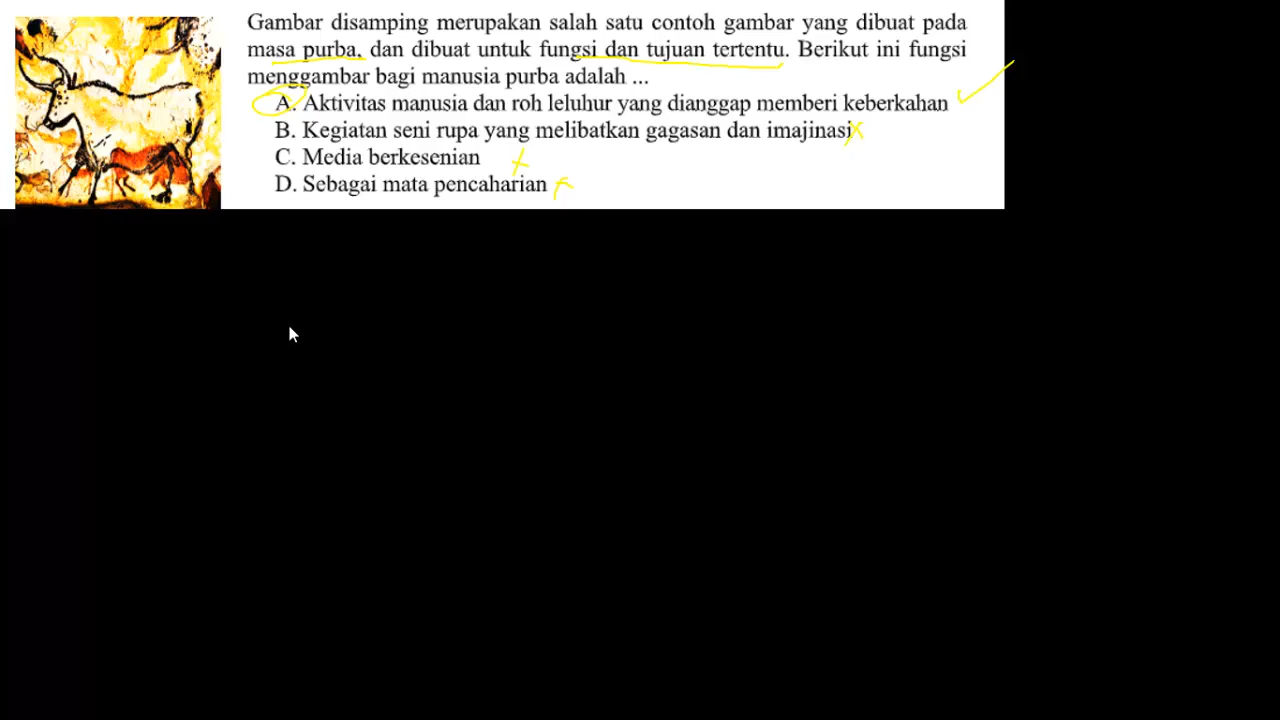 Gambar disamping merupakan salah satu contoh gambar yang dibuat pada
masa purba, dan dibuat untuk fungsi dan tujuan tertentu. Berikut ini fungsi
menggambar bagi manusia purba adalah ...
A. Aktivitas manusia dan roh leluhur yang dianggap memberi keberkahan
B. Kegiatan seni rupa yang melibatkan gagasan dan imajinasi
C. Media berkesenian
D. Sebagai mata pencaharian